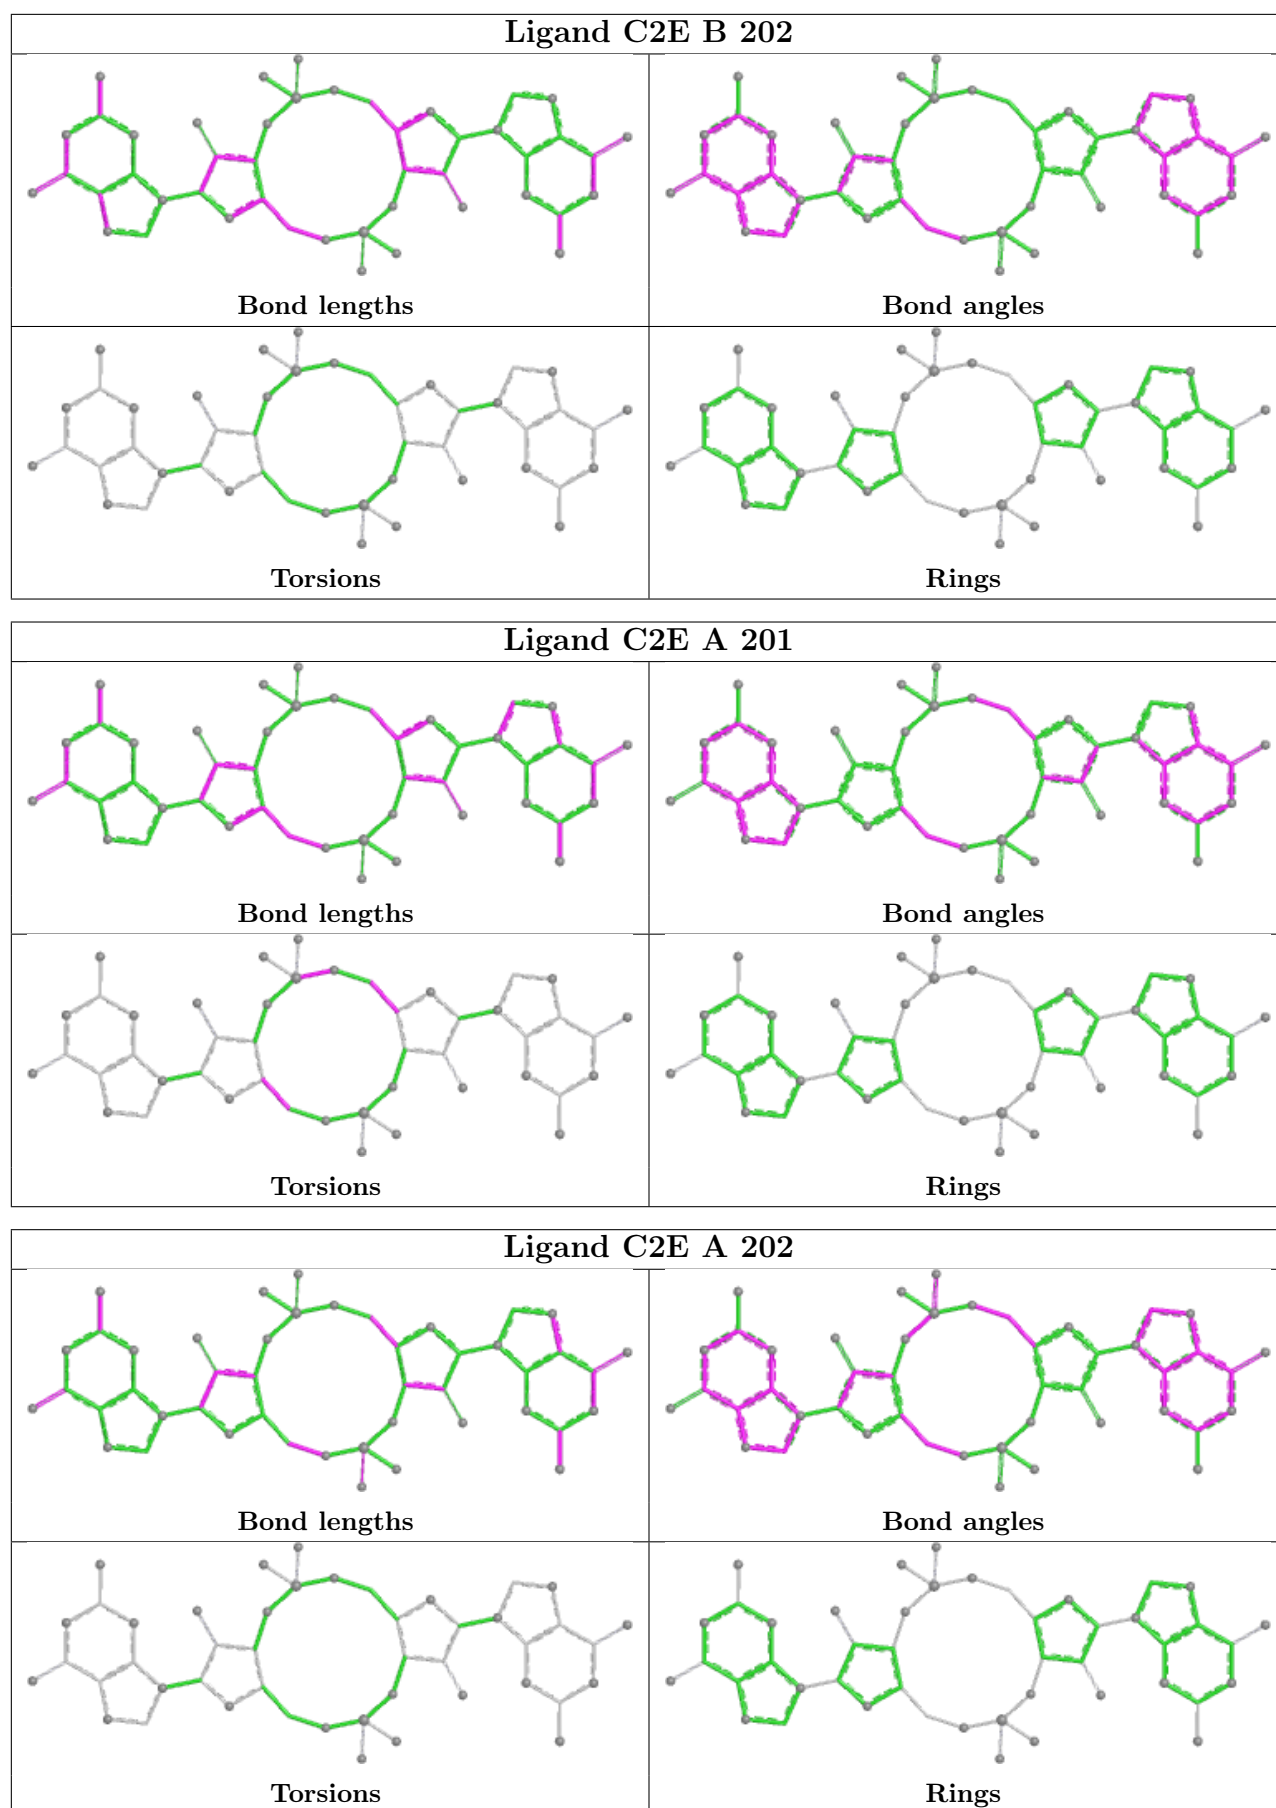 Ligand C2E B 202
Bond lengths
Bond angles
Torsions
Rings
Ligand C2E A 201
Bond lengths
Bond angles
Torsions
Rings
Ligand C2E A 202
Bond lengths
Bond angles
Torsions
Rings